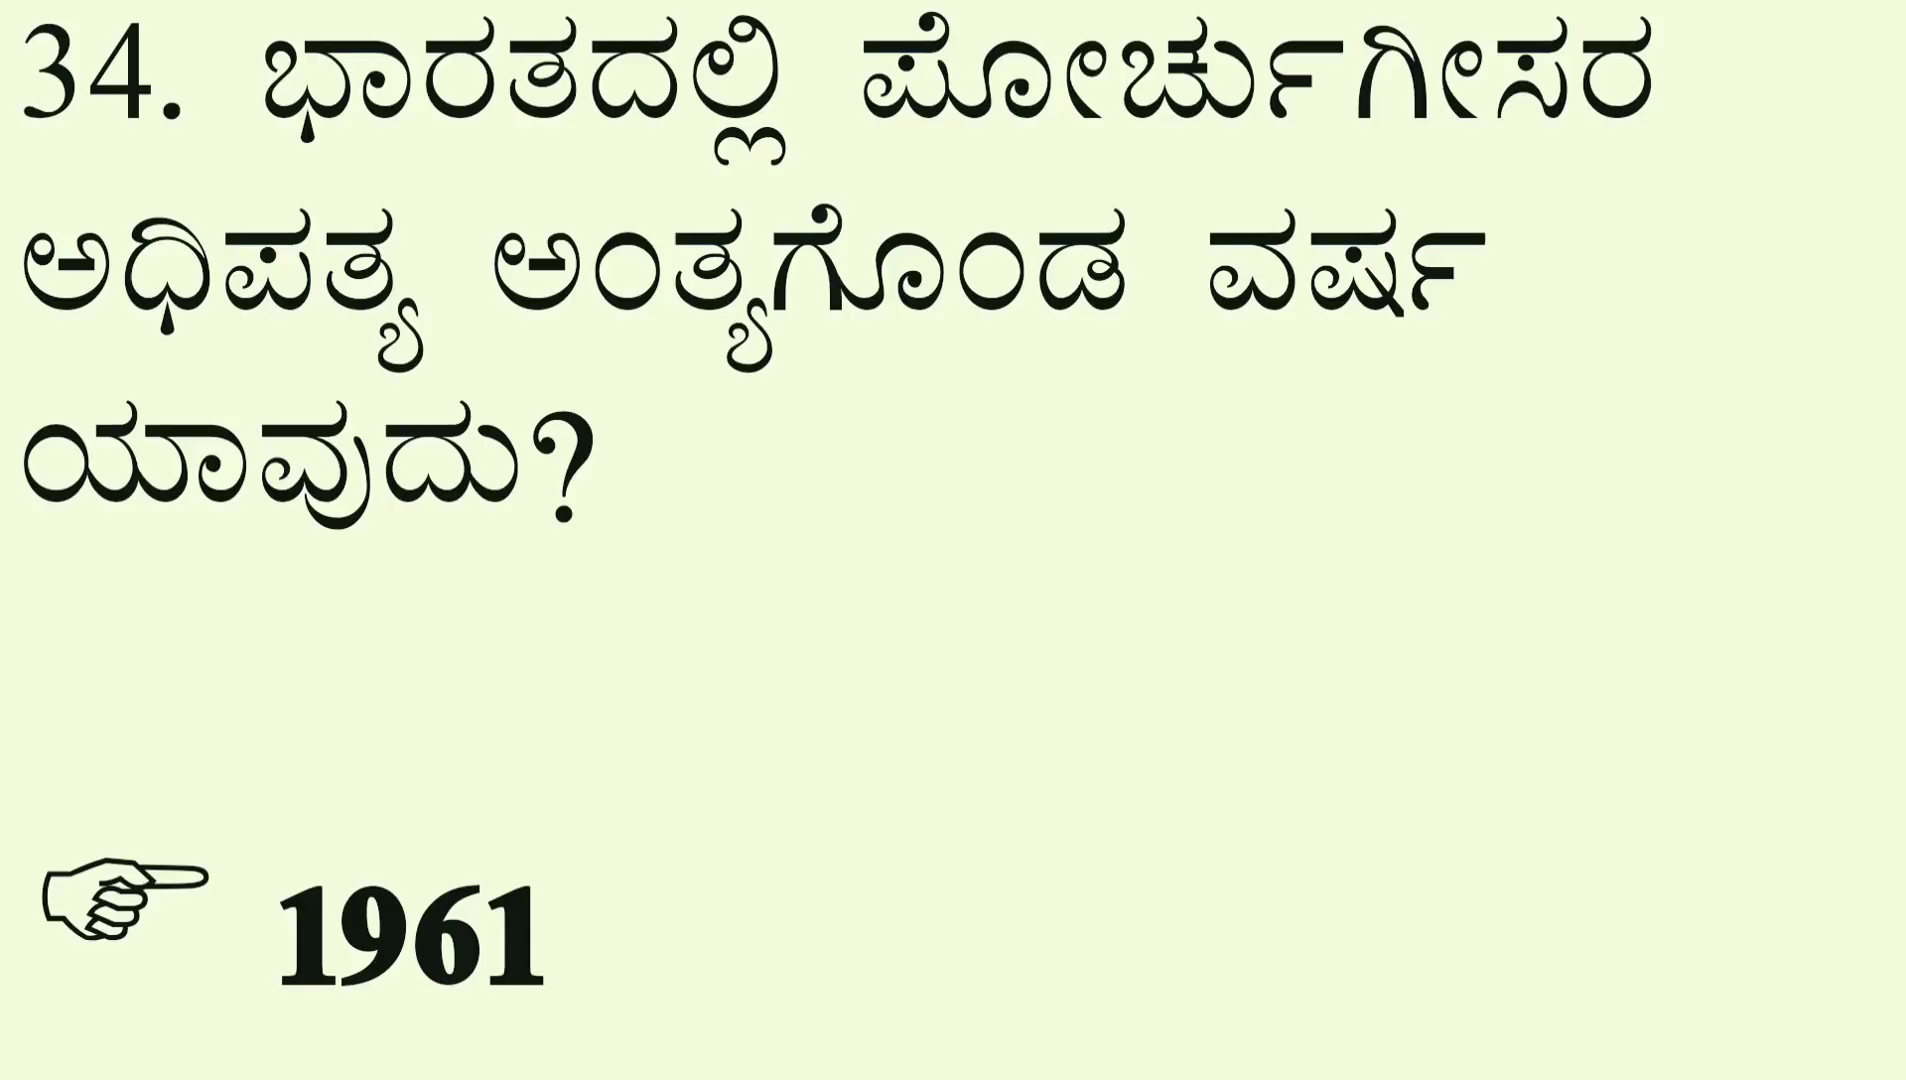 34. ಭಾರತದಲ್ಲಿ ಪೋರ್ಚುಗೀಸರ
ಅಧಿಪತ್ಯ ಅಂತ್ಯಗೊಂಡ ವರ್ಷ
ಯಾವುದು?
☞ 1961